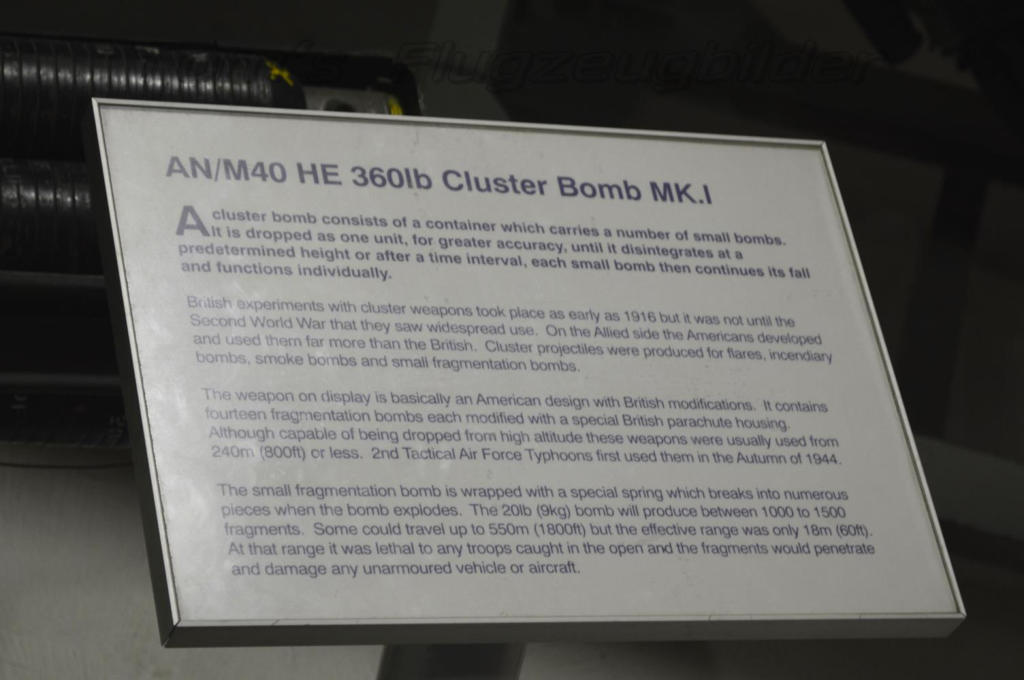 Flugzeugbilder
AN/M40 HE 360lb Cluster Bomb MK.I
A cluster bomb consists of a container which carries a number of small bombs.
It is dropped as one unit, for greater accuracy, until it disintegrates at a
predetermined height or after a time interval, each small bomb then continues its fall
and functions individually.
British experiments with cluster weapons took place as early as 1916 but it was not until the
Second World War that they saw widespread use. On the Allied side the Americans developed
and used them far more than the British. Cluster projectiles were produced for flares, incendiary
bombs, smoke bombs and small fragmentation bombs.
The weapon on display is basically an American design with British modifications. It contains
fourteen fragmentation bombs each modified with a special British parachute housing.
Although capable of being dropped from high altitude these weapons were usually used from
240m (800ft) or less. 2nd Tactical Air Force Typhoons first used them in the Autumn of 1944.
The small fragmentation bomb is wrapped with a special spring which breaks into numerous
pieces when the bomb explodes. The 20lb (9kg) bomb will produce between 1000 to 1500
fragments. Some could travel up to 550m (1800ft) but the effective range was only 18m (60ft).
At that range it was lethal to any troops caught in the open and the fragments would penetrate
and damage any unarmoured vehicle or aircraft.